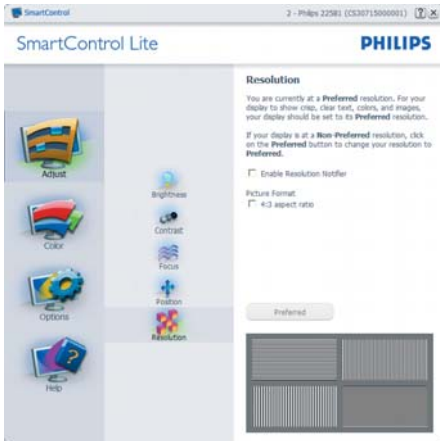 SmartControl
2 - Philips 225B1 (CS30715000001)
SmartControl Lite
PHILIPS
Adjust
Color
Options
Help
Brightness
Contrast
Focus
Position
Resolution
Resolution
You are currently at a Preferred resolution. For your
display to show crisp, clear text, colors, and images,
your display should be set to its Preferred resolution.
If your display is at a Non-Preferred resolution, click
on the Preferred button to change your resolution to
Preferred.
Enable Resolution Notifier
Picture Format
4:3 aspect ratio
Preferred